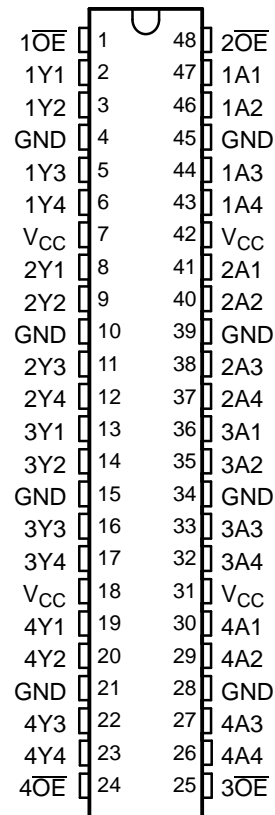 1O̅E̅ 1 48 2O̅E̅
1Y1 2 47 1A1
1Y2 3 46 1A2
GND 4 45 GND
1Y3 5 44 1A3
1Y4 6 43 1A4
VCC 7 42 VCC
2Y1 8 41 2A1
2Y2 9 40 2A2
GND 10 39 GND
2Y3 11 38 2A3
2Y4 12 37 2A4
3Y1 13 36 3A1
3Y2 14 35 3A2
GND 15 34 GND
3Y3 16 33 3A3
3Y4 17 32 3A4
VCC 18 31 VCC
4Y1 19 30 4A1
4Y2 20 29 4A2
GND 21 28 GND
4Y3 22 27 4A3
4Y4 23 26 4A4
4O̅E̅ 24 25 3O̅E̅